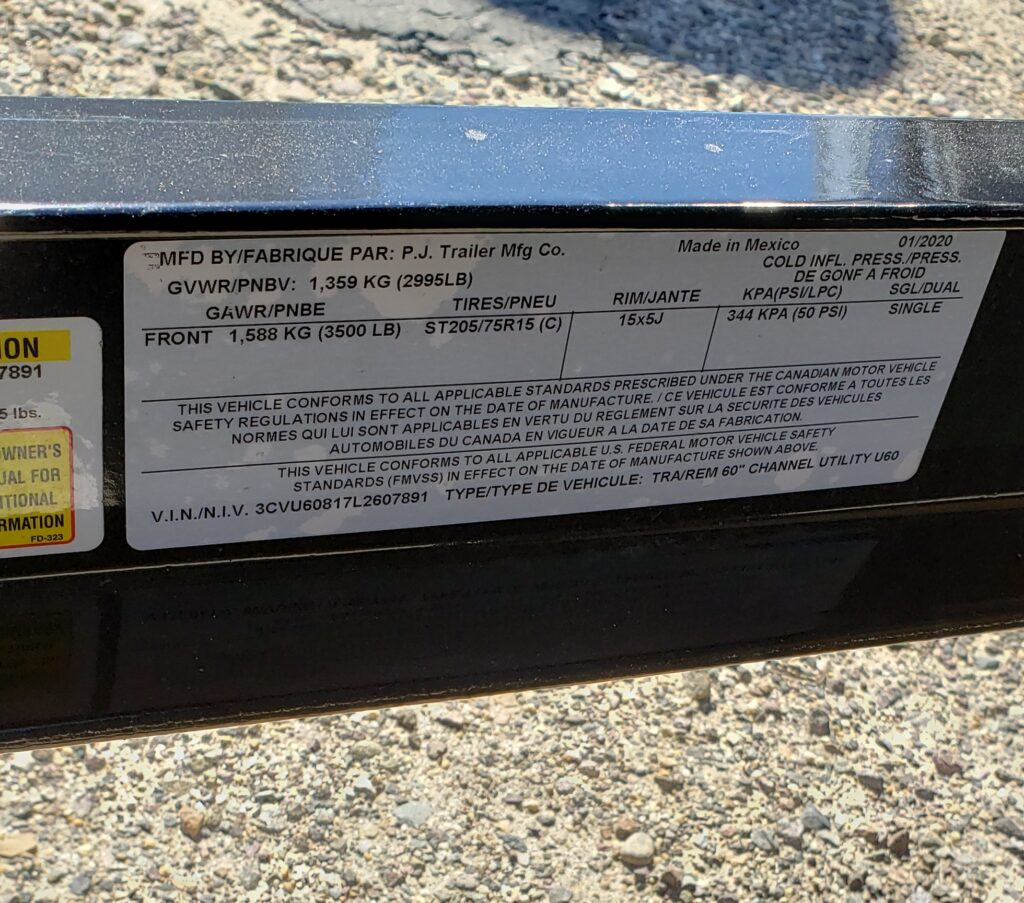 MFD BY/FABRIQUE PAR: P.J. Trailer Mfg Co. Made in Mexico 01/2020
GVWR/PNBV: 1,359 KG (2995LB) COLD INFL. PRESS./PRESS.
DE GONF A FROID
GAWR/PNBE TIRES/PNEU RIM/JANTE KPA(PSI/LPC) SGL/DUAL
FRONT 1,588 KG (3500 LB) ST205/75R15 (C) 15x5J 344 KPA (50 PSI) SINGLE
THIS VEHICLE CONFORMS TO ALL APPLICABLE STANDARDS PRESCRIBED UNDER THE CANADIAN MOTOR VEHICLE
SAFETY REGULATIONS IN EFFECT ON THE DATE OF MANUFACTURE. / CE VEHICULE EST CONFORME A TOUTES LES
NORMES QUI LUI SONT APPLICABLES EN VERTU DU REGLEMENT SUR LA SECURITE DES VEHICULES
AUTOMOBILES DU CANADA EN VIGUEUR A LA DATE DE SA FABRICATION.
THIS VEHICLE CONFORMS TO ALL APPLICABLE U.S. FEDERAL MOTOR VEHICLE SAFETY
STANDARDS (FMVSS) IN EFFECT ON THE DATE OF MANUFACTURE SHOWN ABOVE.
V.I.N./N.I.V. 3CVU60817L2607891 TYPE/TYPE DE VEHICULE: TRA/REM 60" CHANNEL UTILITY U60
ION
7891
5 lbs.
OWNER'S
UAL FOR
ITIONAL
RMATION
FD-323